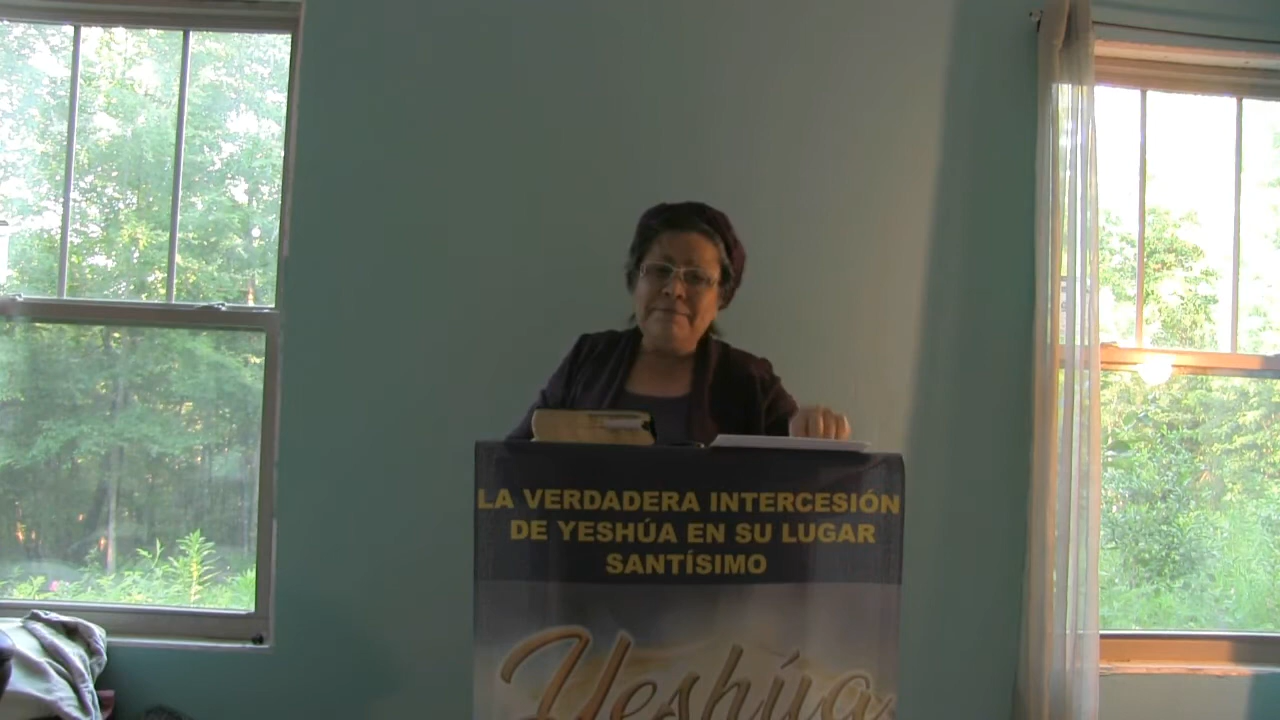 LA VERDADERA INTERCESIÓN
DE YESHÚA EN SU LUGAR
SANTÍSIMO
Yeshúa